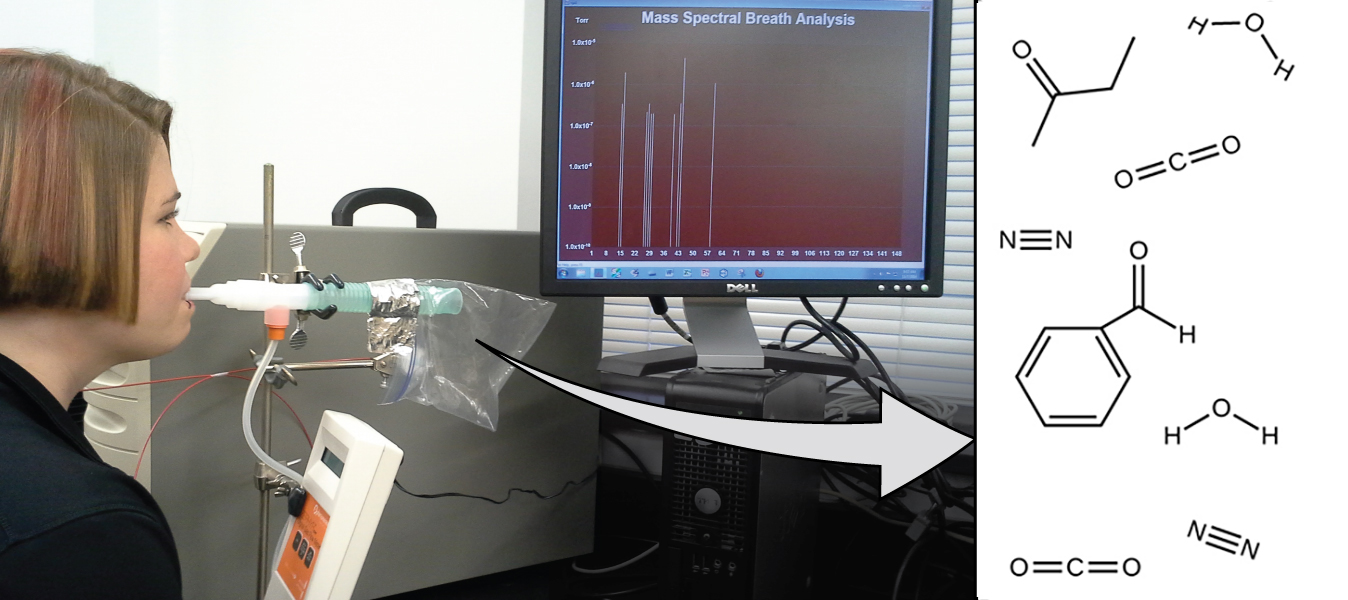 Mass Spectral Breath Analysis
Torr
1.0x10⁻⁵
1.0x10⁻⁶
1.0x10⁻⁷
1.0x10⁻⁸
1.0x10⁻⁹
1.0x10⁻¹⁰
1 8 15 22 29 36 43 50 57 64 71 78 85 92 99 106 113 120 127 134 141 148
DELL
O
H O
H
O C O
N N
O
H
O
H H
N N
O C O